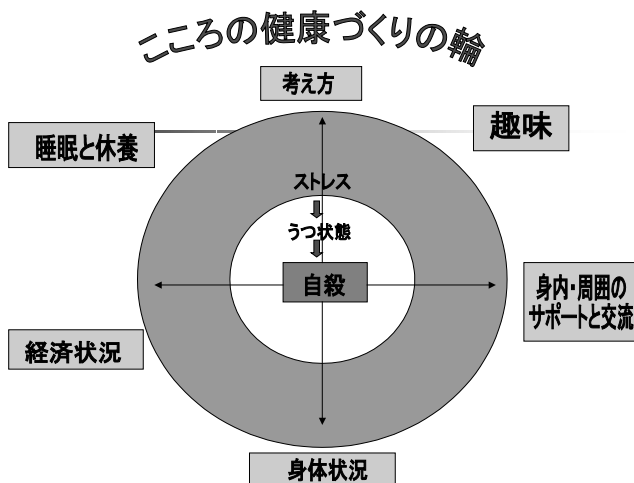 こころの健康づくりの輪
考え方
趣味
睡眠と休養
ストレス
うつ状態
自殺
身内・周囲の
サポートと交流
経済状況
身体状況